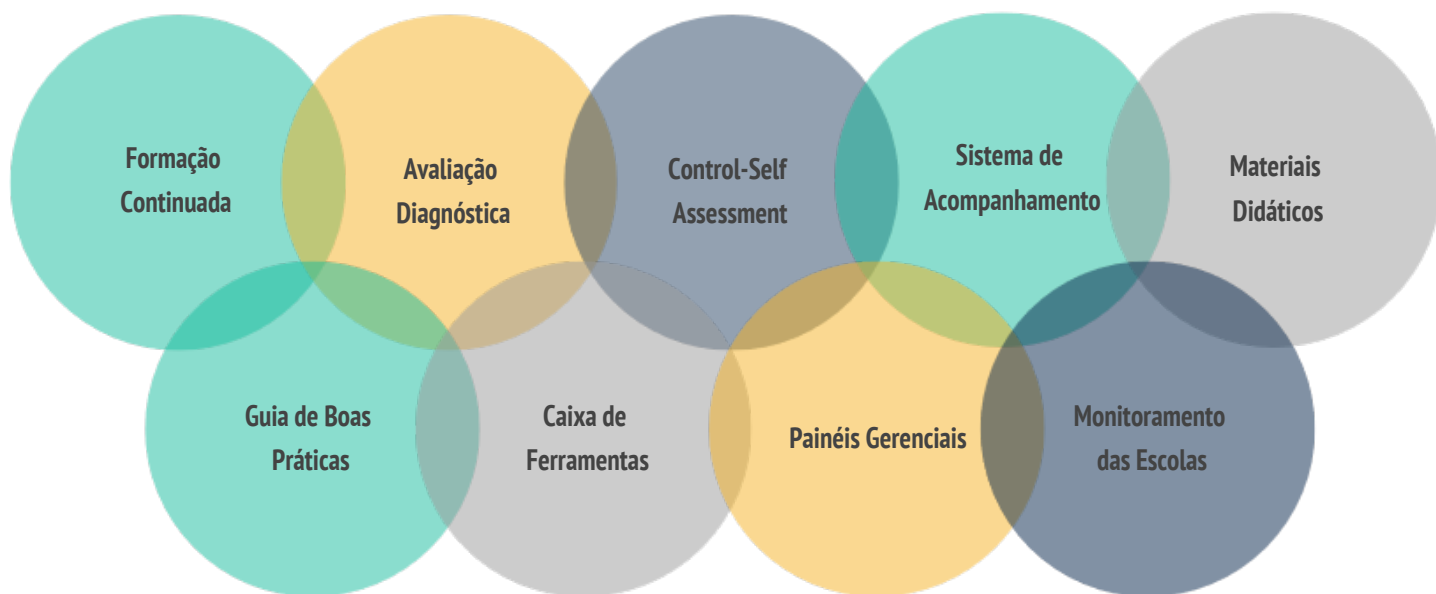 Formação
Continuada
Avaliação
Diagnóstica
Control-Self
Assessment
Sistema de
Acompanhamento
Materiais
Didáticos
Guia de Boas
Práticas
Caixa de
Ferramentas
Painéis Gerenciais
Monitoramento
das Escolas